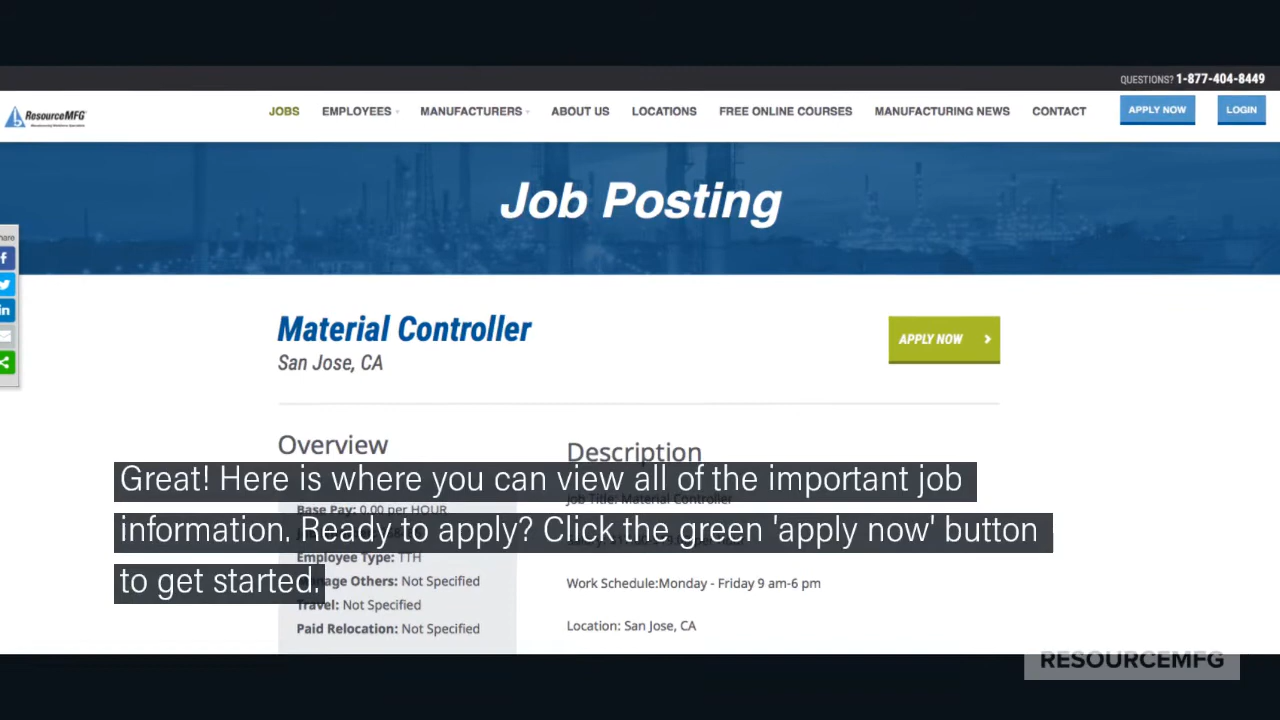 QUESTIONS? 1-877-404-8449
ResourceMFG
JOBS EMPLOYEES MANUFACTURERS ABOUT US LOCATIONS FREE ONLINE COURSES MANUFACTURING NEWS CONTACT APPLY NOW LOGIN
Job Posting
Material Controller
APPLY NOW
San Jose, CA
Overview
Description
Great! Here is where you can view all of the important job
Job Title: Material Controller
Base Pay: 0.00 per HOUR
information. Ready to apply? Click the green 'apply now' button
Employee Type: TTH
to get started.
Others: Not Specified
Work Schedule:Monday - Friday 9 am-6 pm
Travel: Not Specified
Location: San Jose, CA
Paid Relocation: Not Specified
RESOURCEMFG